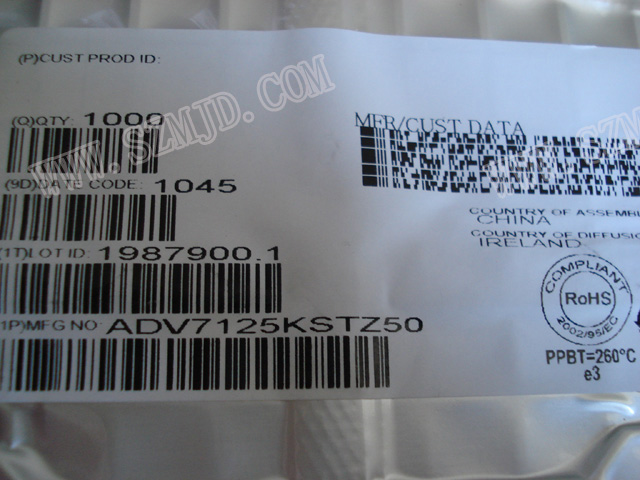 (P)CUST PROD ID:
(Q)QTY: 1000
MFR/CUST DATA
WWW.SZMJD.COM
(9D)DATE CODE: 1045
COUNTRY OF ASSEMBL
CHINA
COUNTRY OF DIFFUSIO
IRELAND
(1T)LOT ID: 1987900.1
1P)MFG NO: ADV7125KSTZ50
COMPLIANT
RoHS
2002/95/EC
PPBT=260°C
e3
WWW.SZM